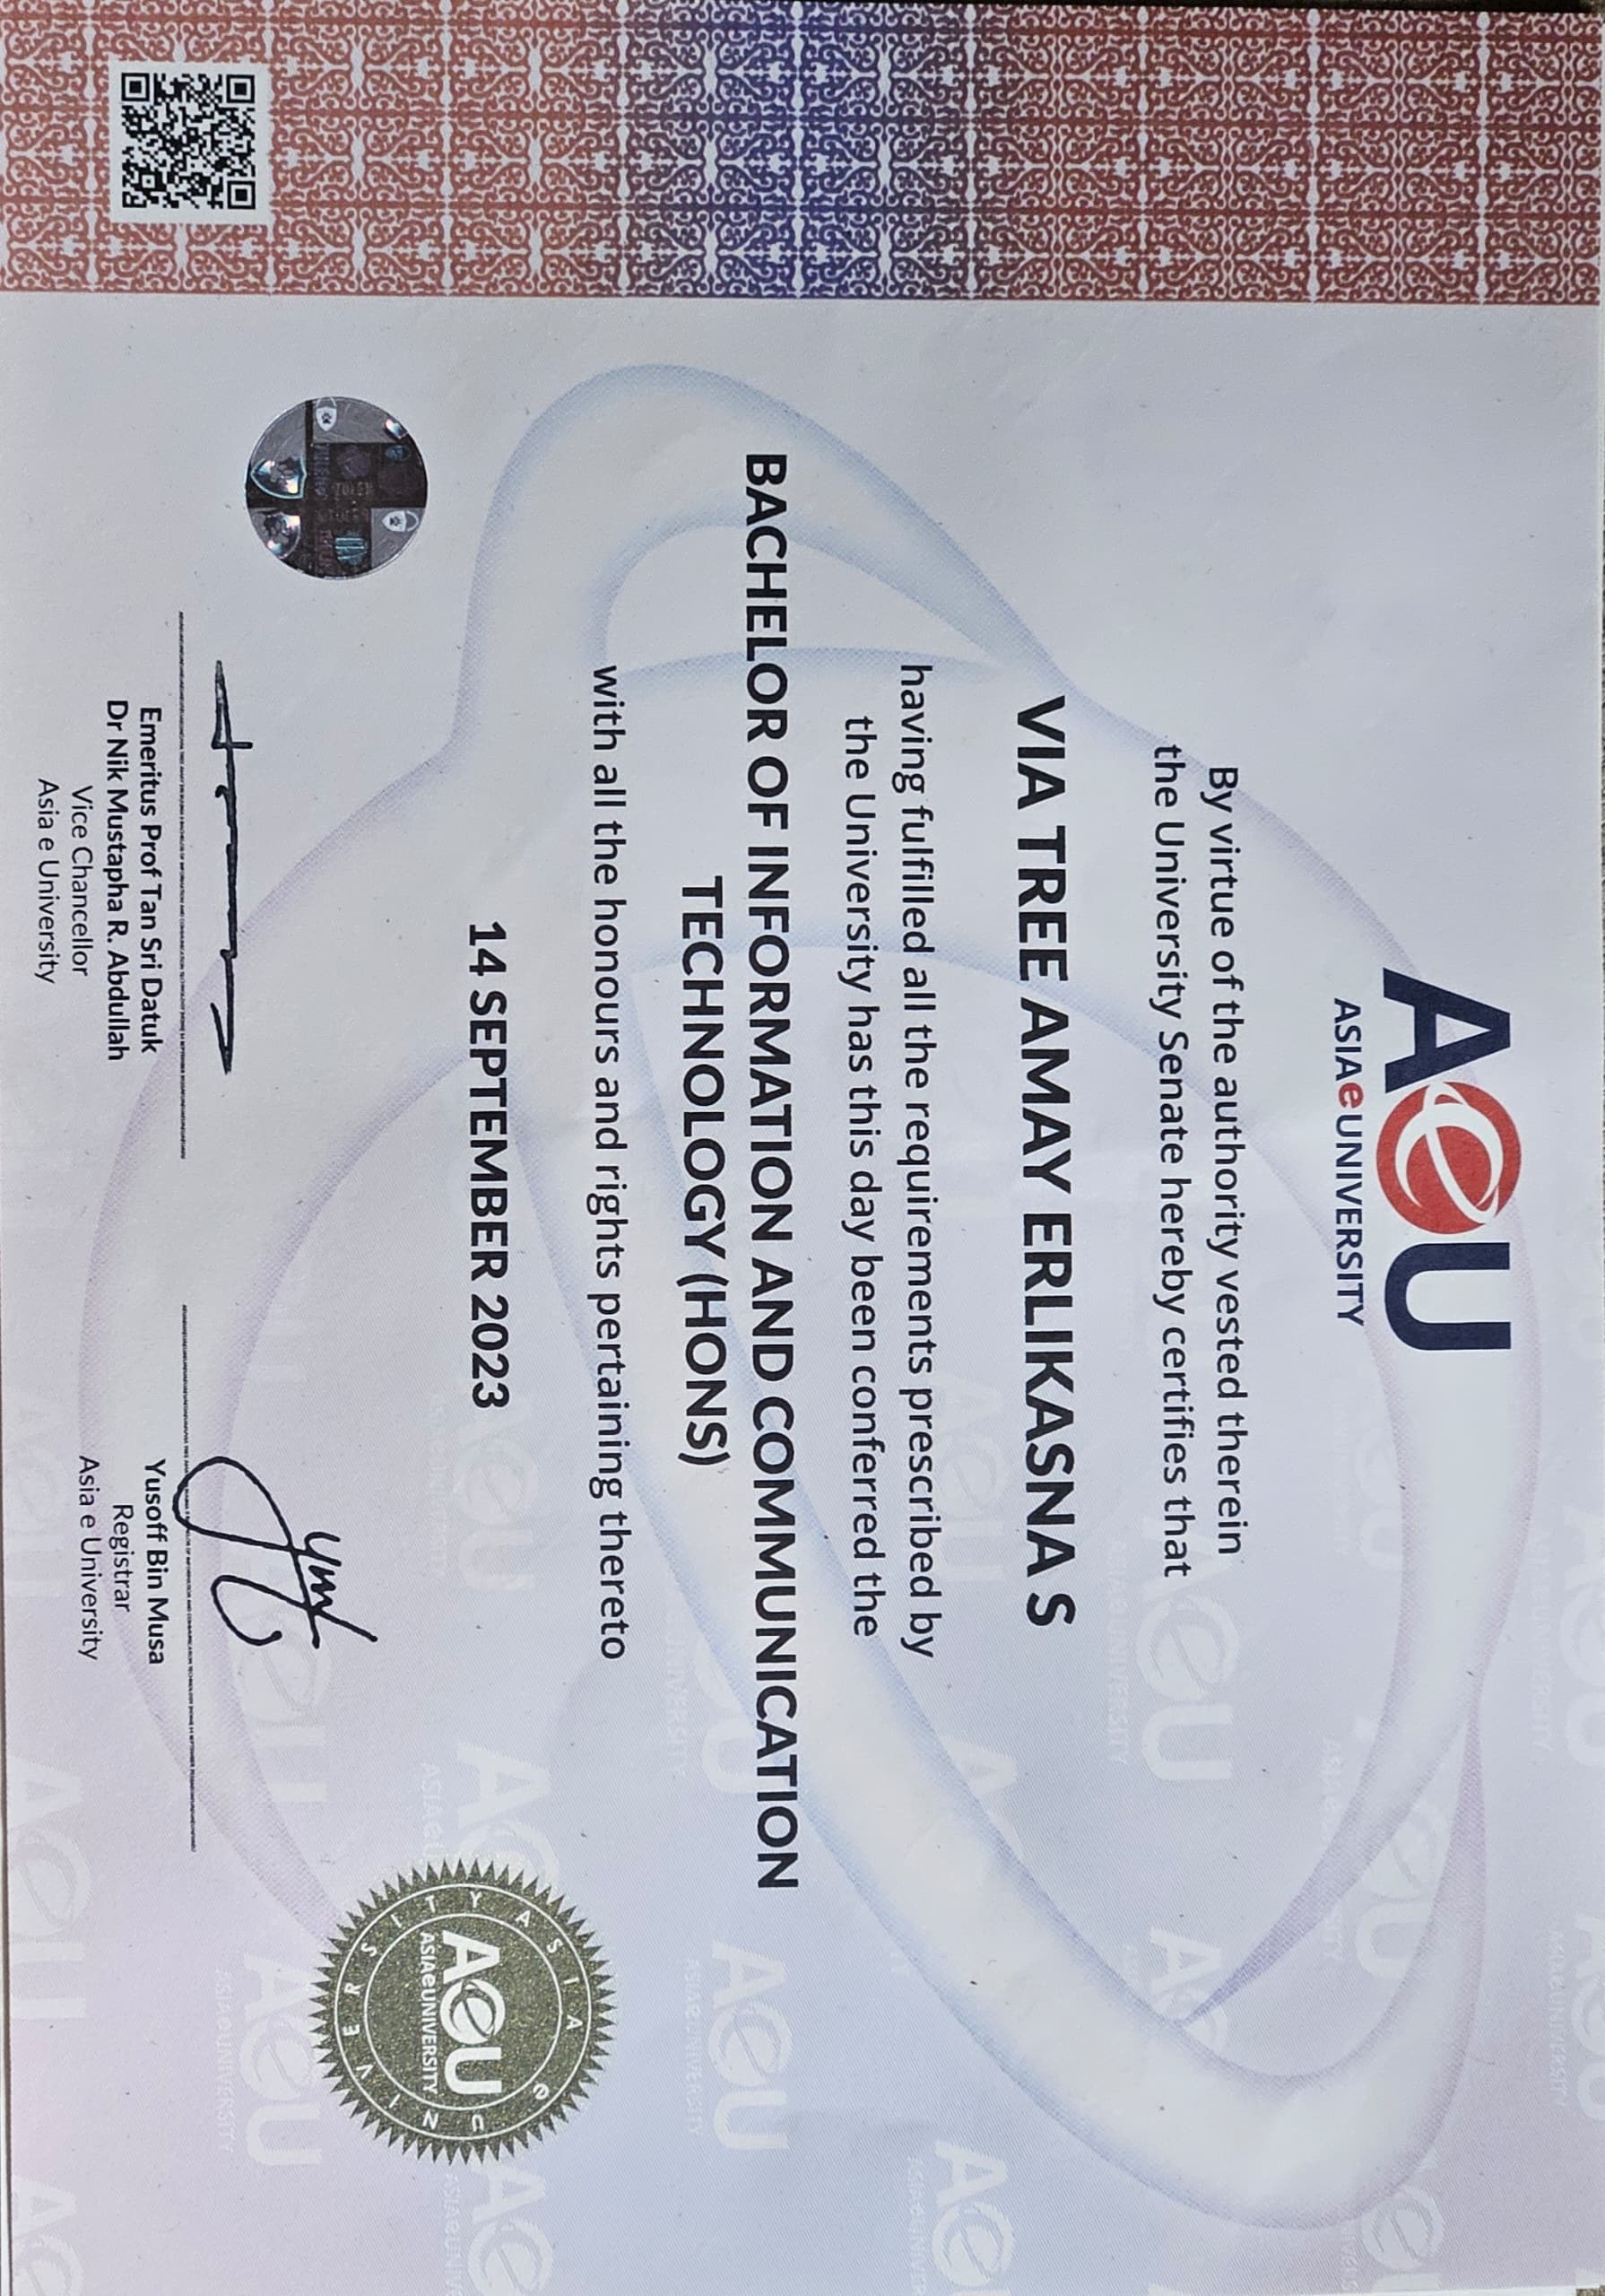 AeU
ASIAeUNIVERSITY
By virtue of the authority vested therein
the University Senate hereby certifies that
VIA TREE AMAY ERLIKASNA S
having fulfilled all the requirements prescribed by
the University has this day been conferred the
BACHELOR OF INFORMATION AND COMMUNICATION
TECHNOLOGY (HONS)
with all the honours and rights pertaining thereto
14 SEPTEMBER 2023
ASIA e UNIVERSITY
AeU
ASIAeUNIVERSITY
Emeritus Prof Tan Sri Datuk
Dr Nik Mustapha R. Abdullah
Vice Chancellor
Asia e University
Yusoff Bin Musa
Registrar
Asia e University